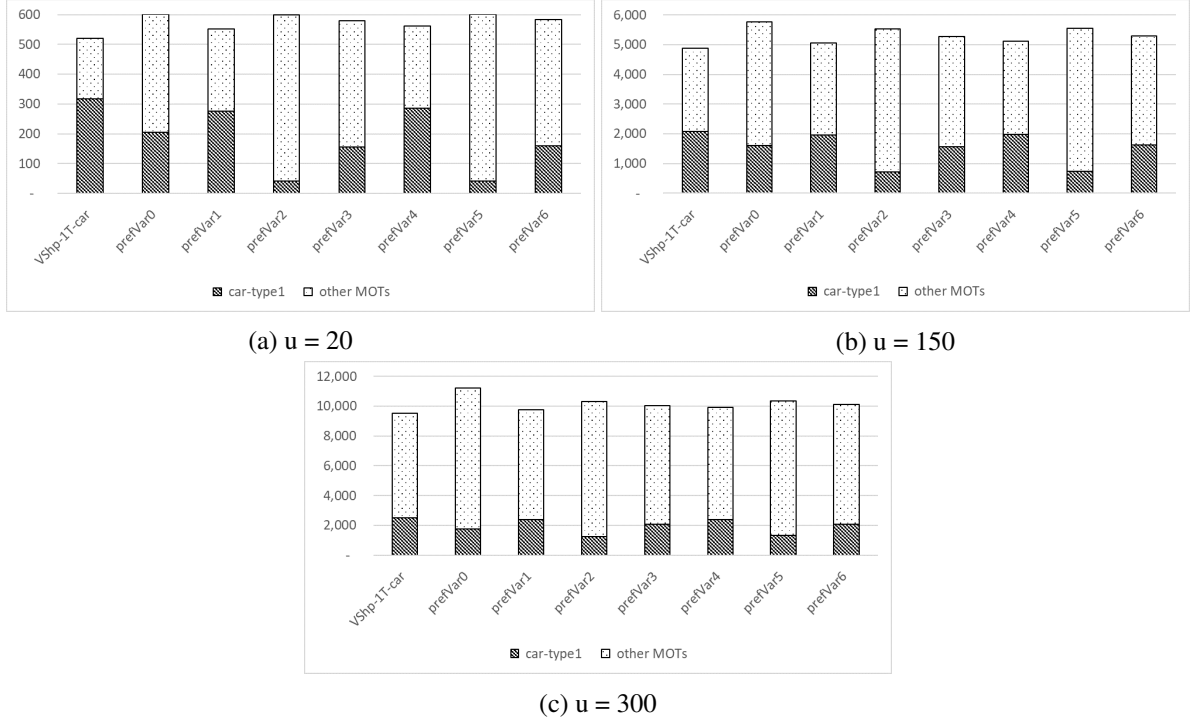 600
500
400
300
200
100
-
VShp-1T-car
prefVar0
prefVar1
prefVar2
prefVar3
prefVar4
prefVar5
prefVar6
car-type1 other MOTs
(a) u = 20
6,000
5,000
4,000
3,000
2,000
1,000
-
VShp-1T-car
prefVar0
prefVar1
prefVar2
prefVar3
prefVar4
prefVar5
prefVar6
car-type1 other MOTs
(b) u = 150
12,000
10,000
8,000
6,000
4,000
2,000
-
VShp-1T-car
prefVar0
prefVar1
prefVar2
prefVar3
prefVar4
prefVar5
prefVar6
car-type1 other MOTs
(c) u = 300